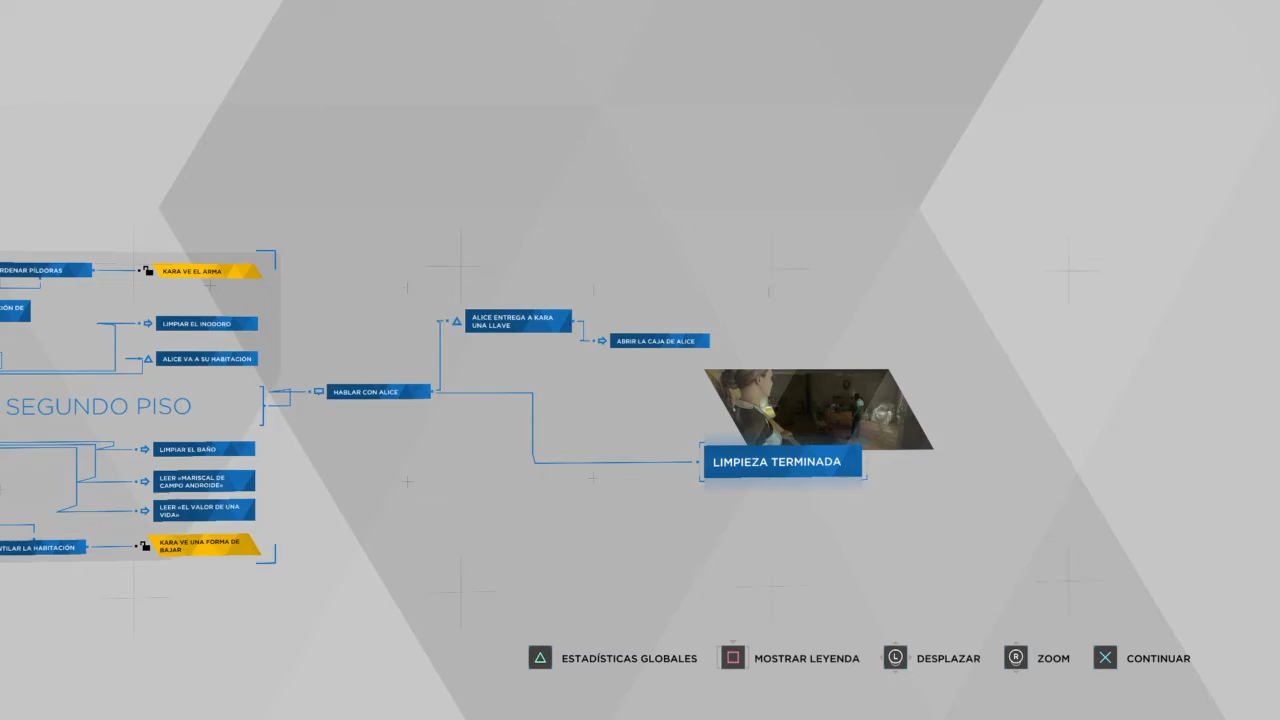 RDENAR PÍLDORAS
KARA VE EL ARMA
IÓN DE
LIMPIAR EL INODORO
ALICE VA A SU HABITACIÓN
ALICE ENTREGA A KARA
UNA LLAVE
ABRIR LA CAJA DE ALICE
HABLAR CON ALICE
SEGUNDO PISO
LIMPIAR EL BAÑO
LEER «MARISCAL DE
CAMPO ANDROIDE»
LEER «EL VALOR DE UNA
VIDA»
NTILAR LA HABITACIÓN
KARA VE UNA FORMA DE
BAJAR
LIMPIEZA TERMINADA
ESTADÍSTICAS GLOBALES
MOSTRAR LEYENDA
L
DESPLAZAR
R
ZOOM
CONTINUAR